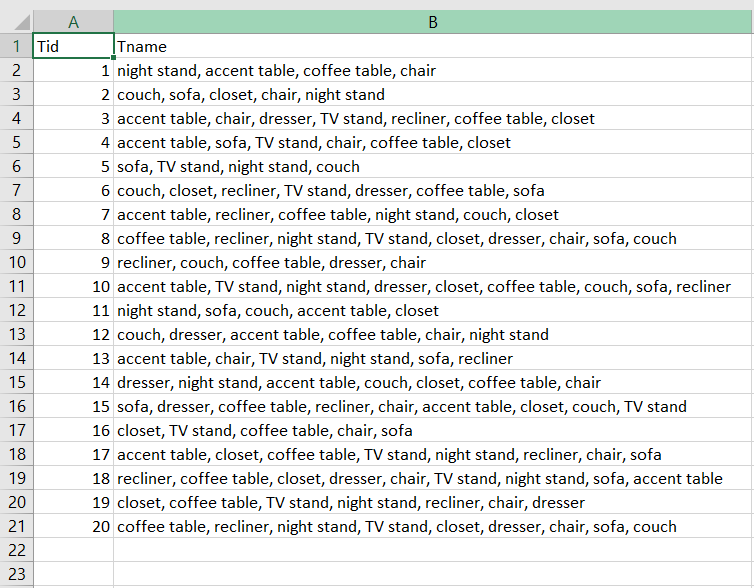 A B
1 Tid Tname
2 1 night stand, accent table, coffee table, chair
3 2 couch, sofa, closet, chair, night stand
4 3 accent table, chair, dresser, TV stand, recliner, coffee table, closet
5 4 accent table, sofa, TV stand, chair, coffee table, closet
6 5 sofa, TV stand, night stand, couch
7 6 couch, closet, recliner, TV stand, dresser, coffee table, sofa
8 7 accent table, recliner, coffee table, night stand, couch, closet
9 8 coffee table, recliner, night stand, TV stand, closet, dresser, chair, sofa, couch
10 9 recliner, couch, coffee table, dresser, chair
11 10 accent table, TV stand, night stand, dresser, closet, coffee table, couch, sofa, recliner
12 11 night stand, sofa, couch, accent table, closet
13 12 couch, dresser, accent table, coffee table, chair, night stand
14 13 accent table, chair, TV stand, night stand, sofa, recliner
15 14 dresser, night stand, accent table, couch, closet, coffee table, chair
16 15 sofa, dresser, coffee table, recliner, chair, accent table, closet, couch, TV stand
17 16 closet, TV stand, coffee table, chair, sofa
18 17 accent table, closet, coffee table, TV stand, night stand, recliner, chair, sofa
19 18 recliner, coffee table, closet, dresser, chair, TV stand, night stand, sofa, accent table
20 19 closet, coffee table, TV stand, night stand, recliner, chair, dresser
21 20 coffee table, recliner, night stand, TV stand, closet, dresser, chair, sofa, couch
22
23